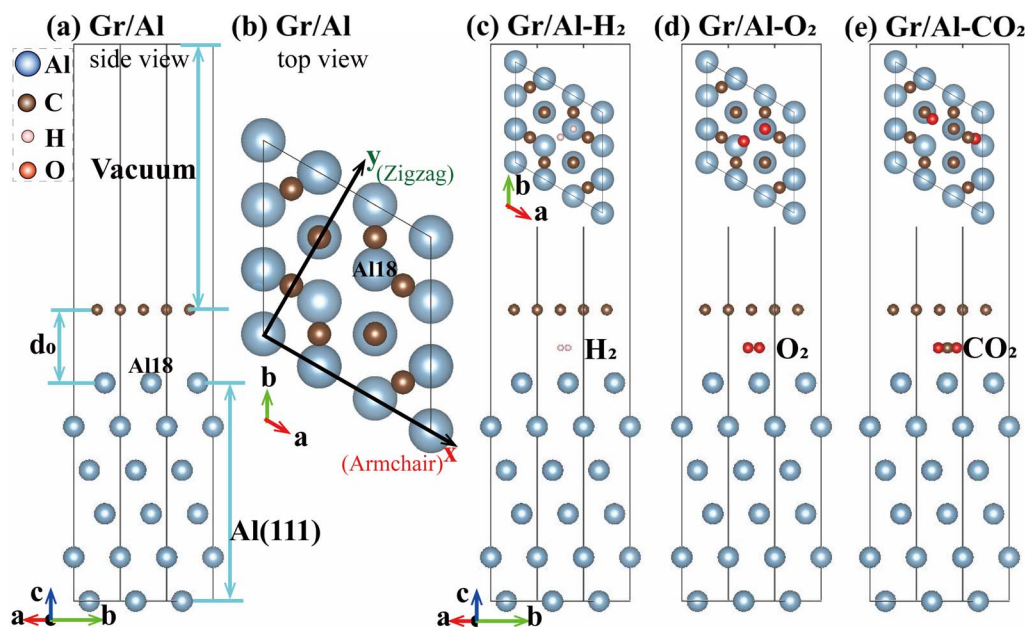 (a) Gr/Al
side view
Al
C
H
O
Vacuum
d₀
Al18
Al(111)
c
a
b
(b) Gr/Al
top view
y
(Zigzag)
Al18
b
a
(Armchair)
x
(c) Gr/Al-H₂
b
a
H₂
c
a
b
(d) Gr/Al-O₂
O₂
(e) Gr/Al-CO₂
CO₂